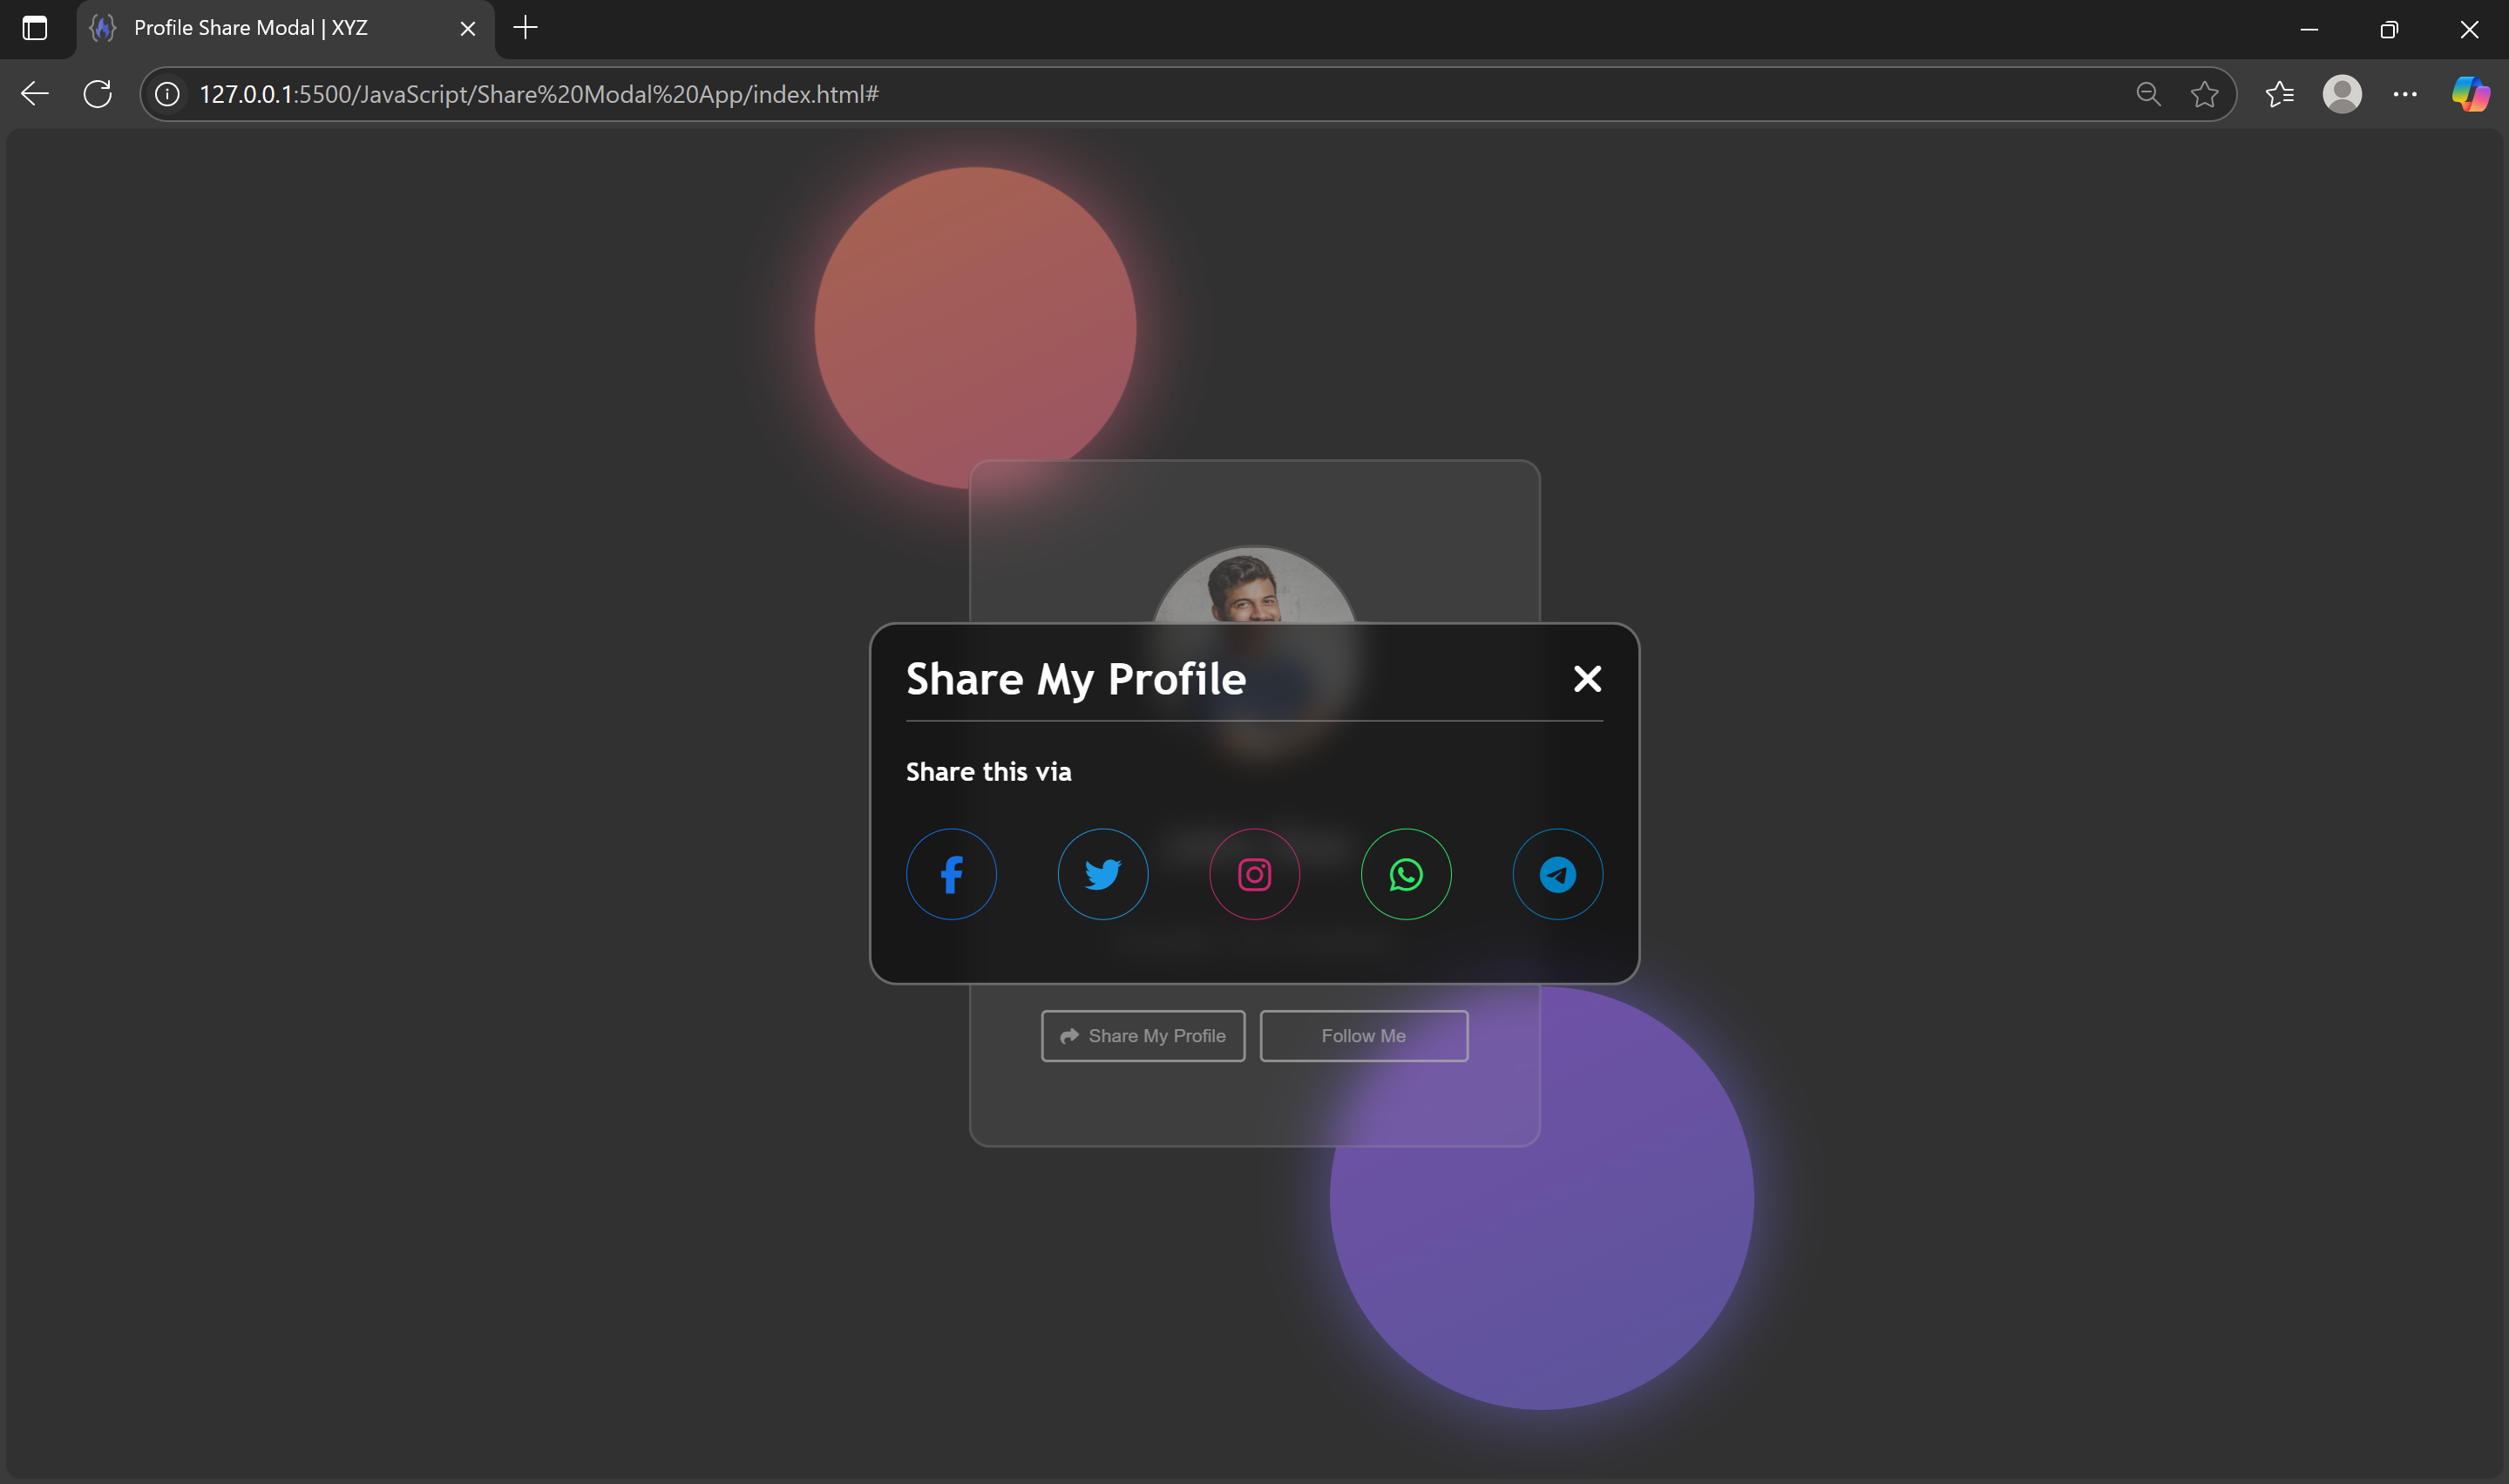 Profile Share Modal | XYZ
127.0.0.1:5500/JavaScript/Share%20Modal%20App/index.html#
Share My Profile
Share this via
Share My Profile
Follow Me